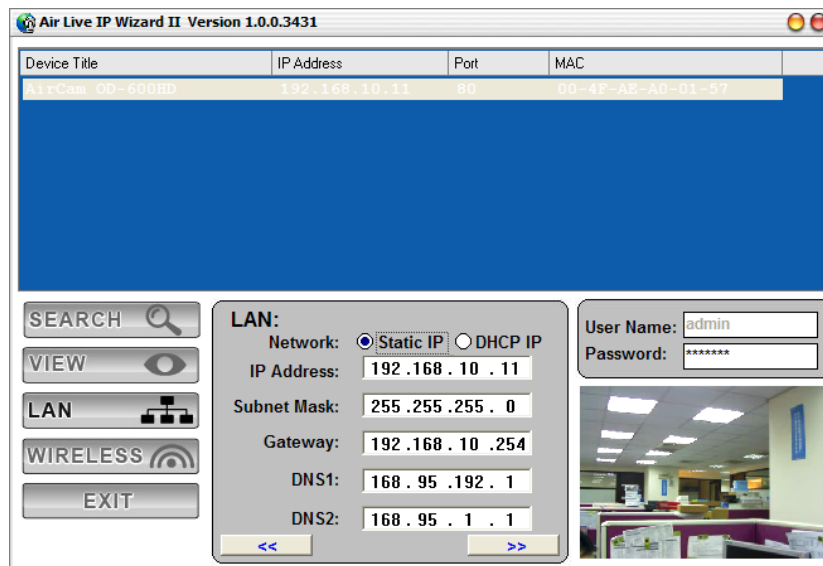 Air Live IP Wizard II Version 1.0.0.3431
Device Title IP Address Port MAC
AirCam OD-600HD 192.168.10.11 80 00-4F-AE-A0-01-57
SEARCH
VIEW
LAN
WIRELESS
EXIT
LAN:
Network: Static IP DHCP IP
IP Address: 192.168.10.11
Subnet Mask: 255.255.255.0
Gateway: 192.168.10.254
DNS1: 168.95.192.1
DNS2: 168.95.1.1
<< >>
User Name: admin
Password: *******